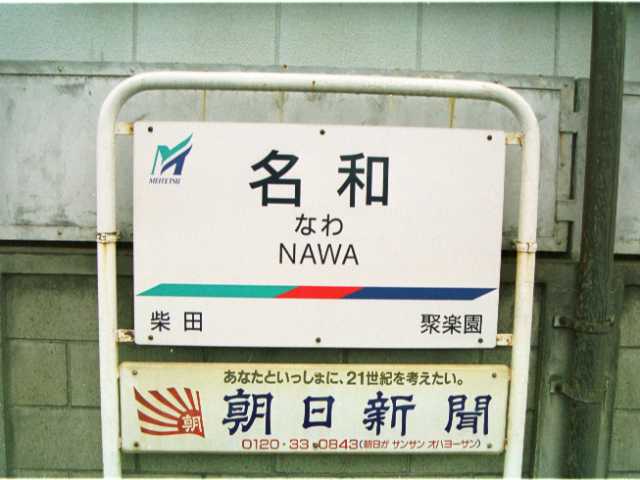 MEITETSU
名和
なわ
NAWA
柴田 聚楽園
あなたといっしょに、21世紀を考えたい。
朝
朝日新聞
0120・33・0843(朝日が サンサン オハヨーサン)